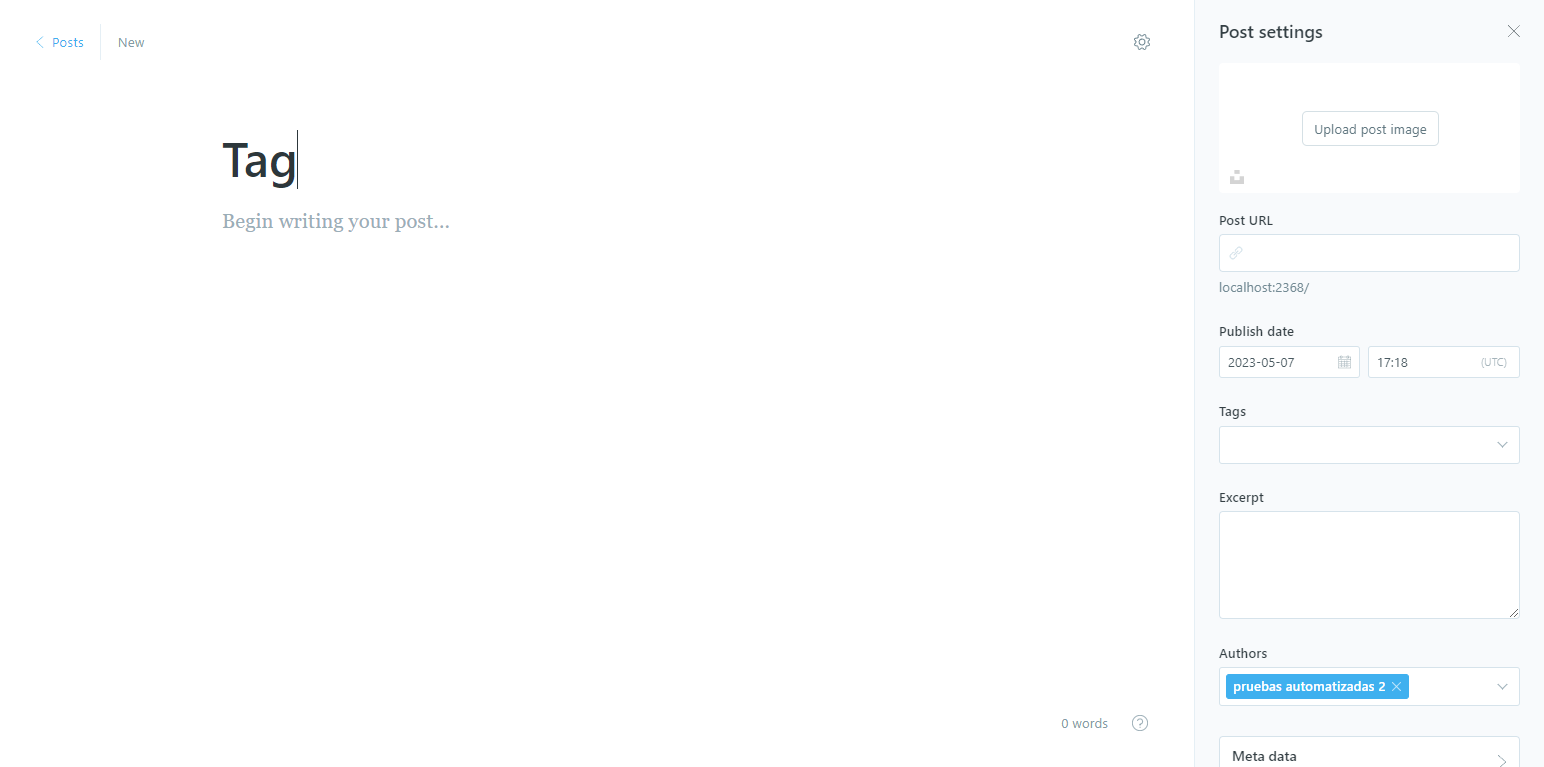 Posts
New
Tag
Begin writing your post...
0 words
Post settings
Upload post image
Post URL
localhost:2368/
Publish date
2023-05-07
17:18 (UTC)
Tags
Excerpt
Authors
pruebas automatizadas 2
Meta data